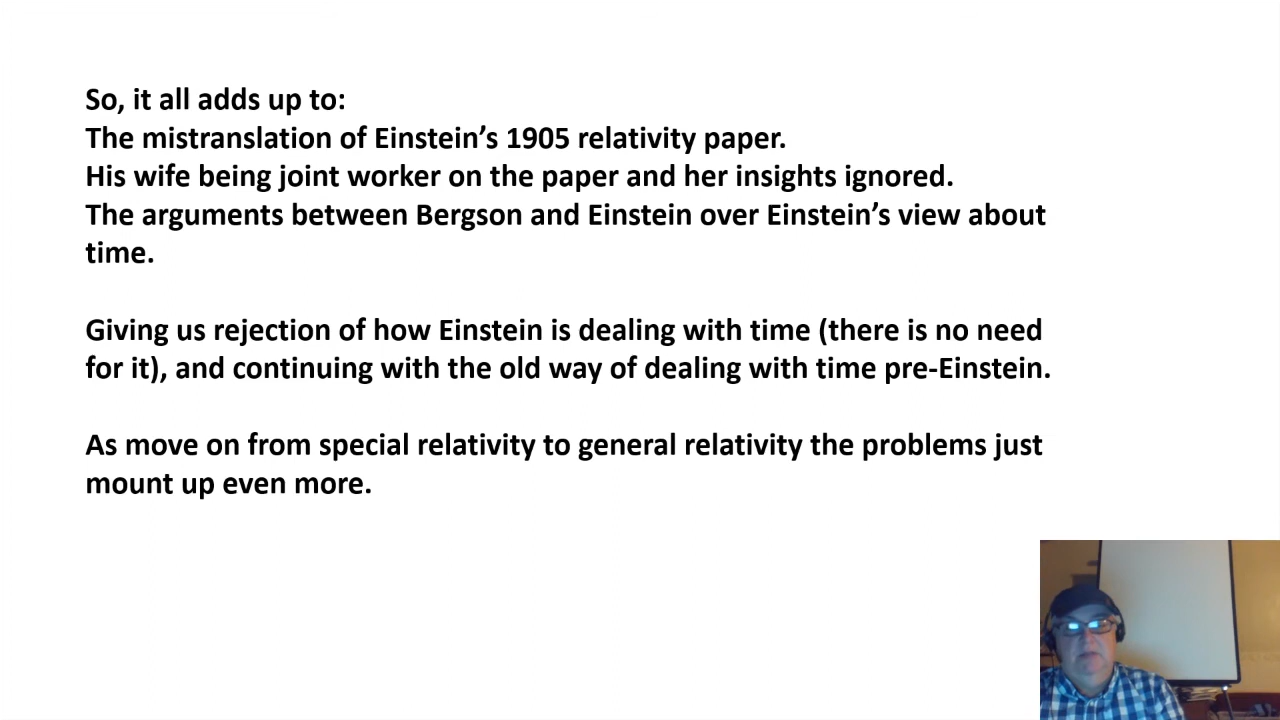 So, it all adds up to:
The mistranslation of Einstein’s 1905 relativity paper.
His wife being joint worker on the paper and her insights ignored.
The arguments between Bergson and Einstein over Einstein’s view about
time.
Giving us rejection of how Einstein is dealing with time (there is no need
for it), and continuing with the old way of dealing with time pre-Einstein.
As move on from special relativity to general relativity the problems just
mount up even more.